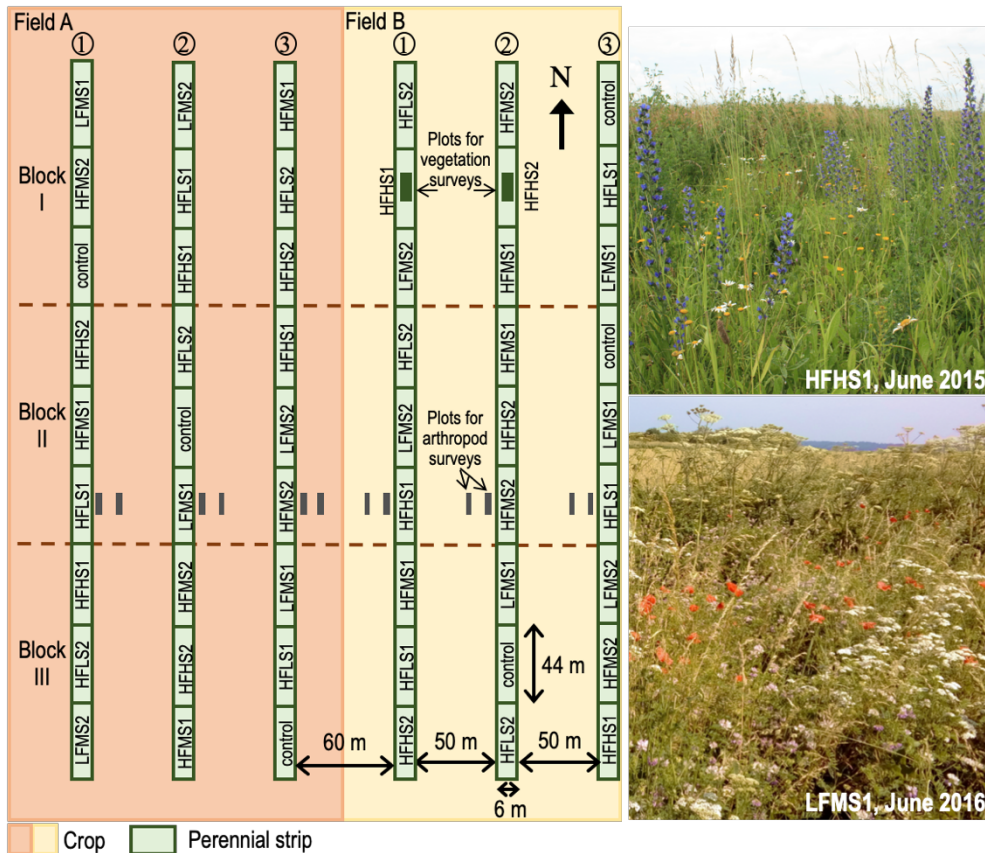 Field A
Field B
① ② ③ ① ② ③
Block
I
LFMS1
HFMS2
control
LFMS2
HFLS1
HFHS1
HFMS1
HFLS2
HFHS2
HFLS2
HFHS1
LFMS2
HFMS2
HFHS2
HFMS1
control
HFLS1
LFMS1
Plots for
vegetation
surveys
N
Block
II
HFHS2
HFMS1
HFLS1
HFLS2
control
LFMS1
HFHS1
LFMS2
HFMS2
HFLS2
LFMS2
HFHS1
HFMS1
HFHS2
HFMS2
control
LFMS1
HFLS1
Plots for
arthropod
surveys
Block
III
HFHS1
HFLS2
LFMS2
HFMS2
HFHS2
HFMS1
LFMS1
HFLS1
control
HFMS1
HFLS1
HFHS2
LFMS1
control
HFLS2
LFMS2
HFMS2
HFHS1
44 m
60 m
50 m
50 m
6 m
Crop
Perennial strip
HFHS1, June 2015
LFMS1, June 2016